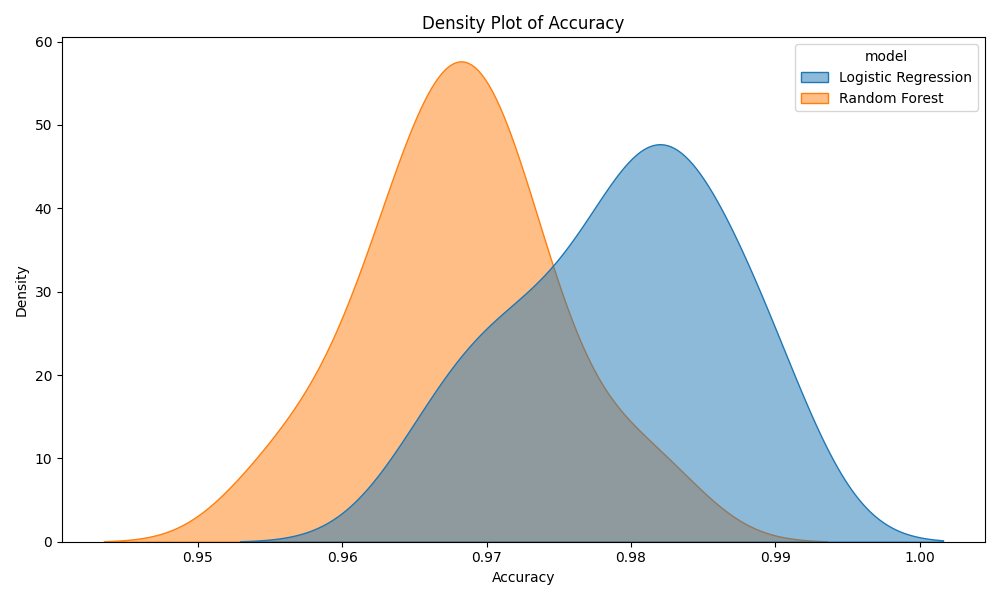 Density Plot of Accuracy
model
Logistic Regression
Random Forest
Density
60
50
40
30
20
10
0
0.95 0.96 0.97 0.98 0.99 1.00
Accuracy